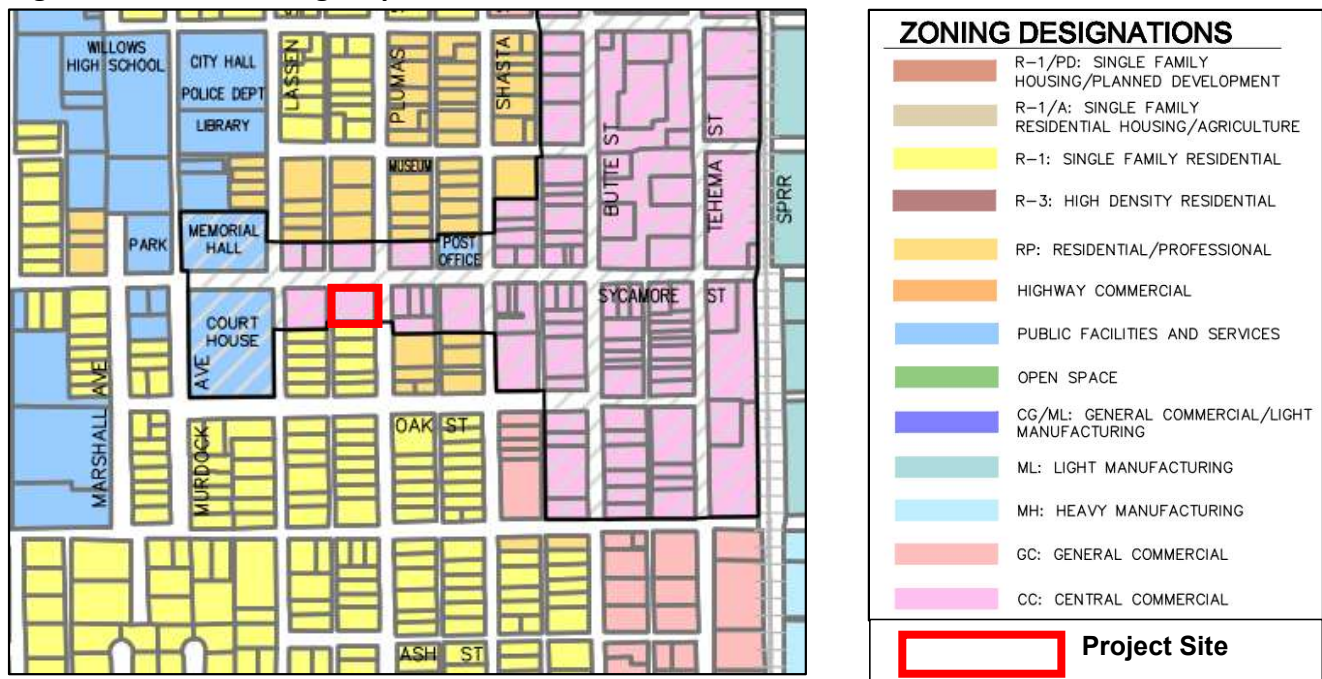 WILLOWS
HIGH SCHOOL
CITY HALL
POLICE DEPT
LIBRARY
LASSEN
PLUMAS
SHASTA
MUSEUM
BUTTE ST
TEHEMA ST
SPRR
PARK
MEMORIAL
HALL
POST
OFFICE
COURT
HOUSE
SYCAMORE ST
AVE
MARSHALL AVE
MURDOCK
OAK ST
ASH ST
ZONING DESIGNATIONS
R-1/PD: SINGLE FAMILY
HOUSING/PLANNED DEVELOPMENT
R-1/A: SINGLE FAMILY
RESIDENTIAL HOUSING/AGRICULTURE
R-1: SINGLE FAMILY RESIDENTIAL
R-3: HIGH DENSITY RESIDENTIAL
RP: RESIDENTIAL/PROFESSIONAL
HIGHWAY COMMERCIAL
PUBLIC FACILITIES AND SERVICES
OPEN SPACE
CG/ML: GENERAL COMMERCIAL/LIGHT
MANUFACTURING
ML: LIGHT MANUFACTURING
MH: HEAVY MANUFACTURING
GC: GENERAL COMMERCIAL
CC: CENTRAL COMMERCIAL
Project Site